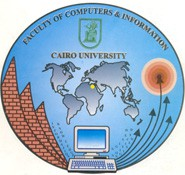 FACULTY OF COMPUTERS & INFORMATION
CAIRO UNIVERSITY